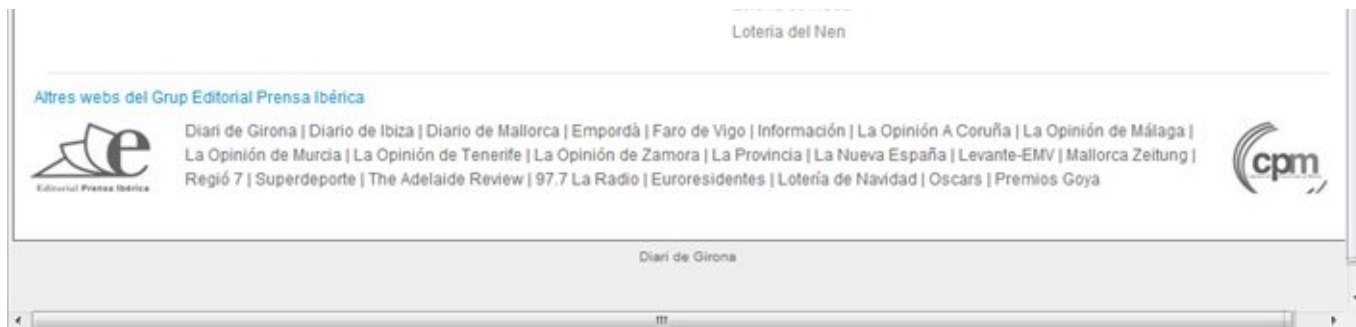 Loteria del Nen
Altres webs del Grup Editorial Prensa Ibérica
Diari de Girona | Diario de Ibiza | Diario de Mallorca | Empordà | Faro de Vigo | Información | La Opinión A Coruña | La Opinión de Málaga |
La Opinión de Murcia | La Opinión de Tenerife | La Opinión de Zamora | La Provincia | La Nueva España | Levante-EMV | Mallorca Zeitung |
Regió 7 | Superdeporte | The Adelaide Review | 97.7 La Radio | Euroresidentes | Lotería de Navidad | Oscars | Premios Goya
e
Editorial Prensa Ibérica
cpm
Diari de Girona